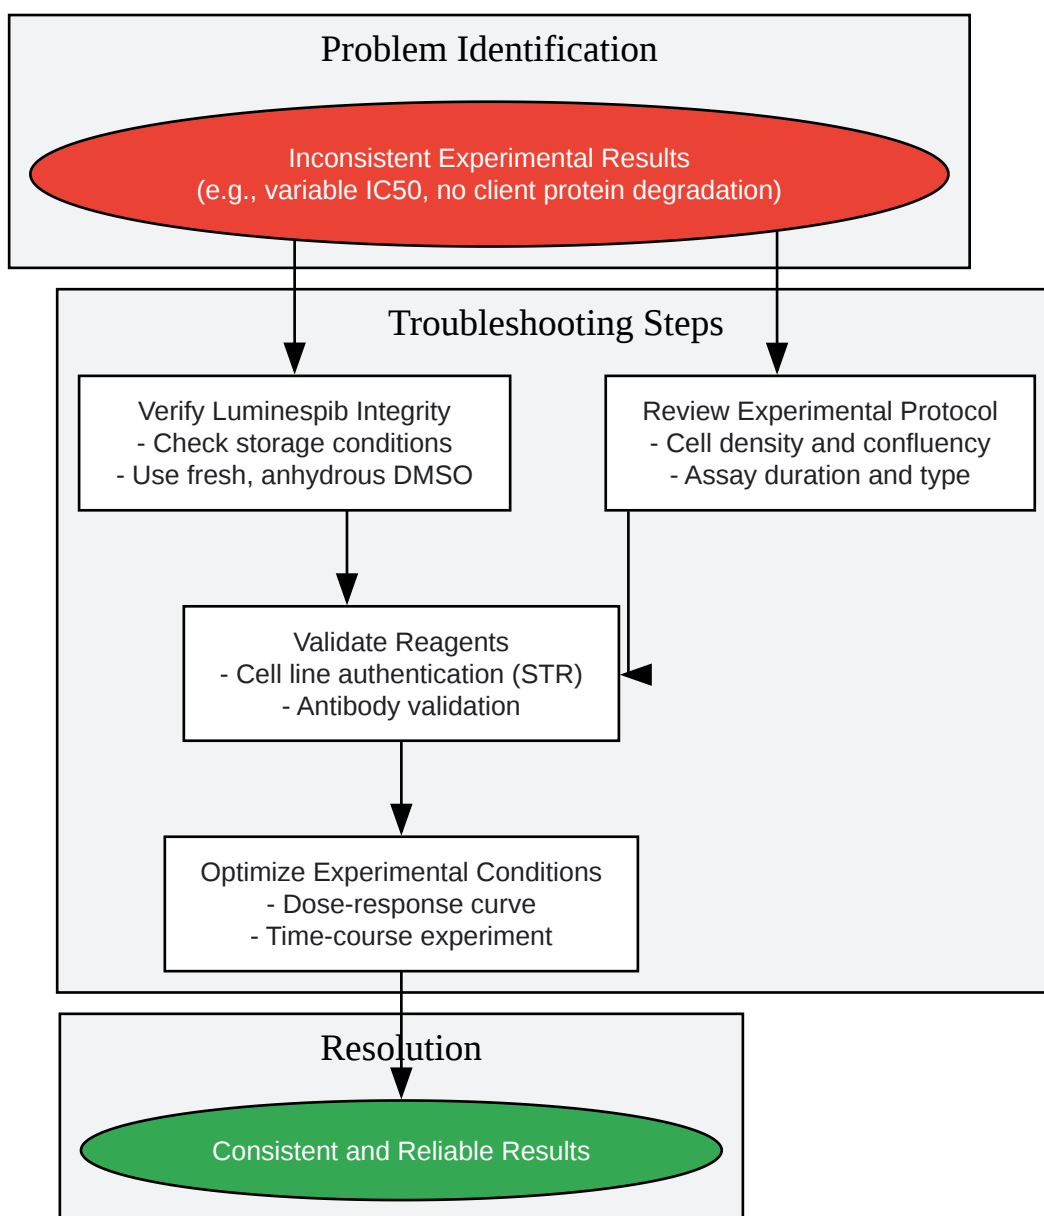 Problem Identification
Inconsistent Experimental Results
(e.g., variable IC50, no client protein degradation)
Troubleshooting Steps
Verify Luminespib Integrity
- Check storage conditions
- Use fresh, anhydrous DMSO
Review Experimental Protocol
- Cell density and confluency
- Assay duration and type
Validate Reagents
- Cell line authentication (STR)
- Antibody validation
Optimize Experimental Conditions
- Dose-response curve
- Time-course experiment
Resolution
Consistent and Reliable Results